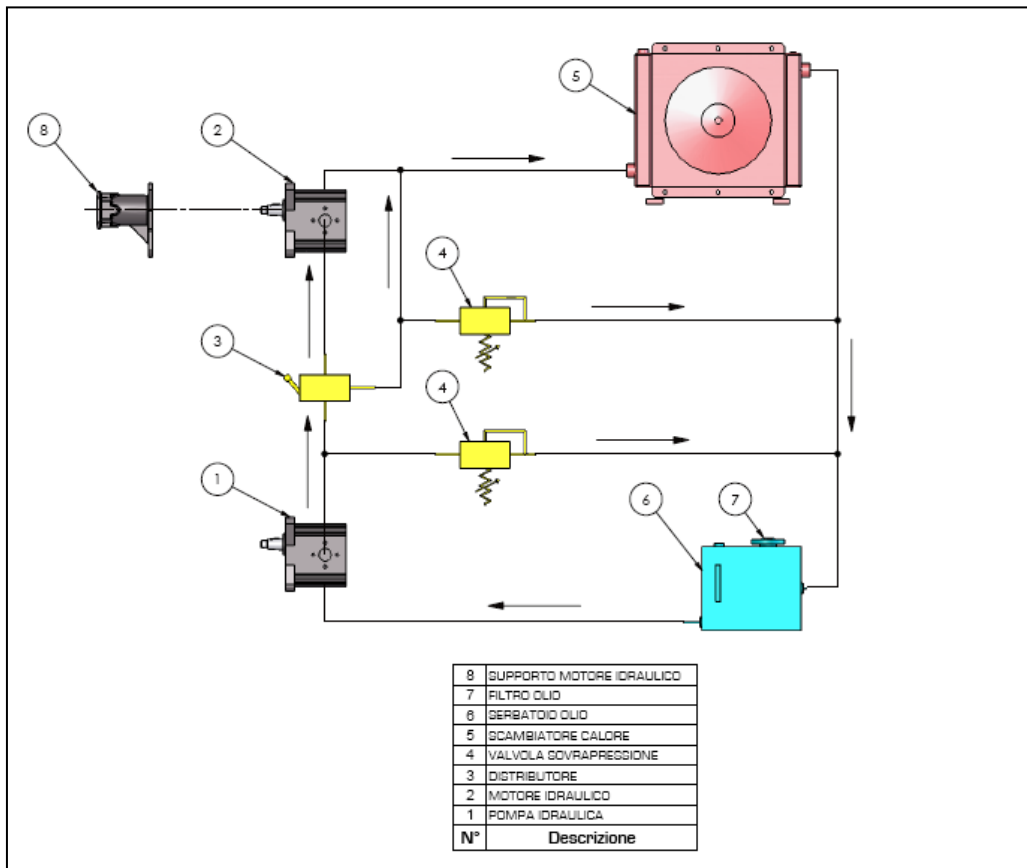 5
2
8
4
3
4
1
6
7
8 SUPPORTO MOTORE IDRAULICO
7 FILTRO OLIO
6 SERBATOIO OLIO
5 SCAMBIATORE CALORE
4 VALVOLA SOVRAPRESSIONE
3 DISTRIBUTORE
2 MOTORE IDRAULICO
1 POMPA IDRAULICA
N° Descrizione